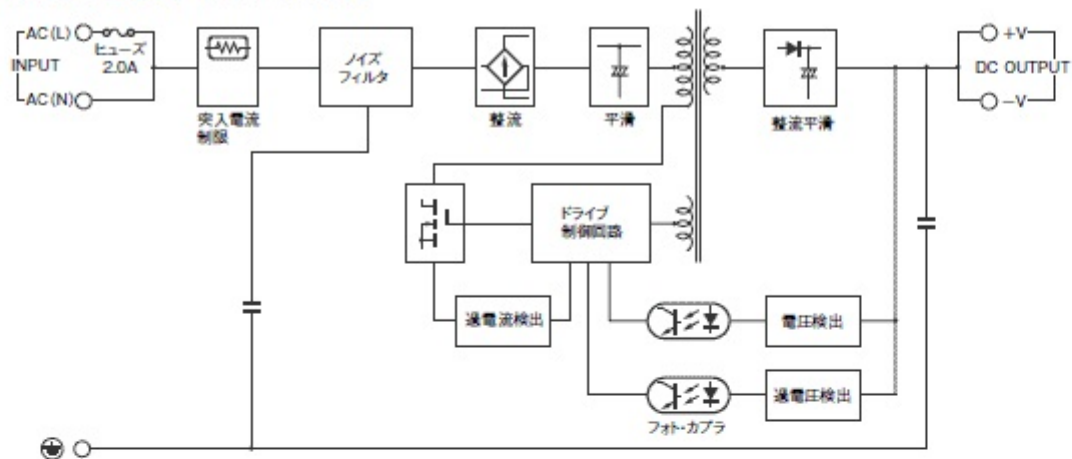 AC(L)
ヒューズ
2.0A
INPUT
AC(N)
突入電流
制限
ノイズ
フィルタ
整流
平滑
整流平滑
+V
DC OUTPUT
-V
ドライブ
制御回路
過電流検出
電圧検出
過電圧検出
フォト・カプラ